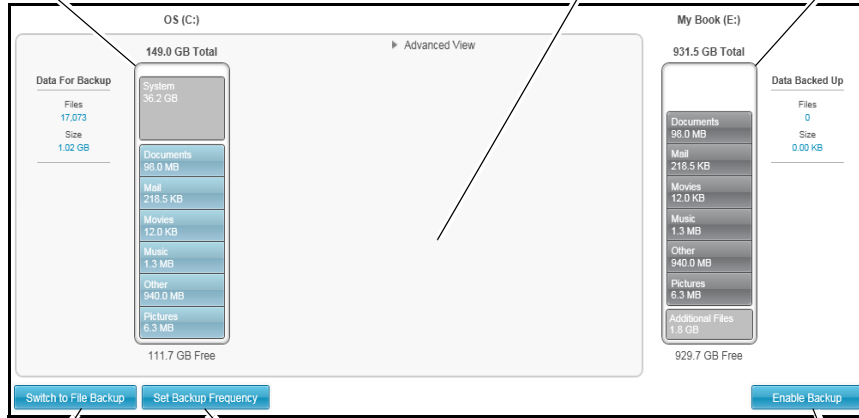 OS (C:)
My Book (E:)
149.0 GB Total
Advanced View
931.5 GB Total
Data For Backup
Files
17,073
Size
1.02 GB
System
36.2 GB
Documents
98.0 MB
Mail
218.5 KB
Movies
12.0 KB
Music
1.3 MB
Other
940.0 MB
Pictures
6.3 MB
111.7 GB Free
Documents
98.0 MB
Mail
218.5 KB
Movies
12.0 KB
Music
1.3 MB
Other
940.0 MB
Pictures
6.3 MB
Additional Files
1.8 GB
929.7 GB Free
Data Backed Up
Files
0
Size
0.00 KB
Switch to File Backup
Set Backup Frequency
Enable Backup